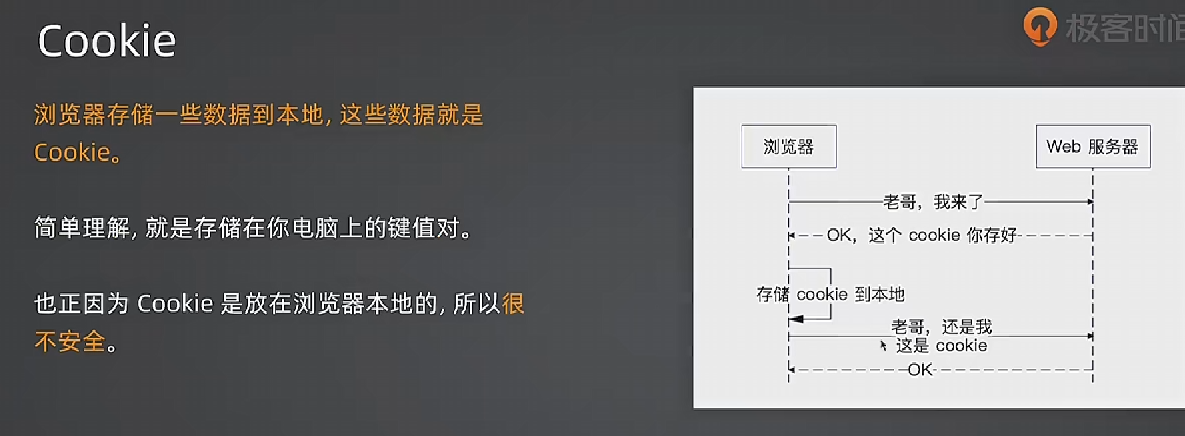 Cookie
极客时间
浏览器存储一些数据到本地, 这些数据就是
Cookie。
简单理解, 就是存储在你电脑上的键值对。
也正因为 Cookie 是放在浏览器本地的, 所以很
不安全。
浏览器
Web 服务器
老哥，我来了
OK，这个 cookie 你存好
存储 cookie 到本地
老哥，还是我
这是 cookie
OK